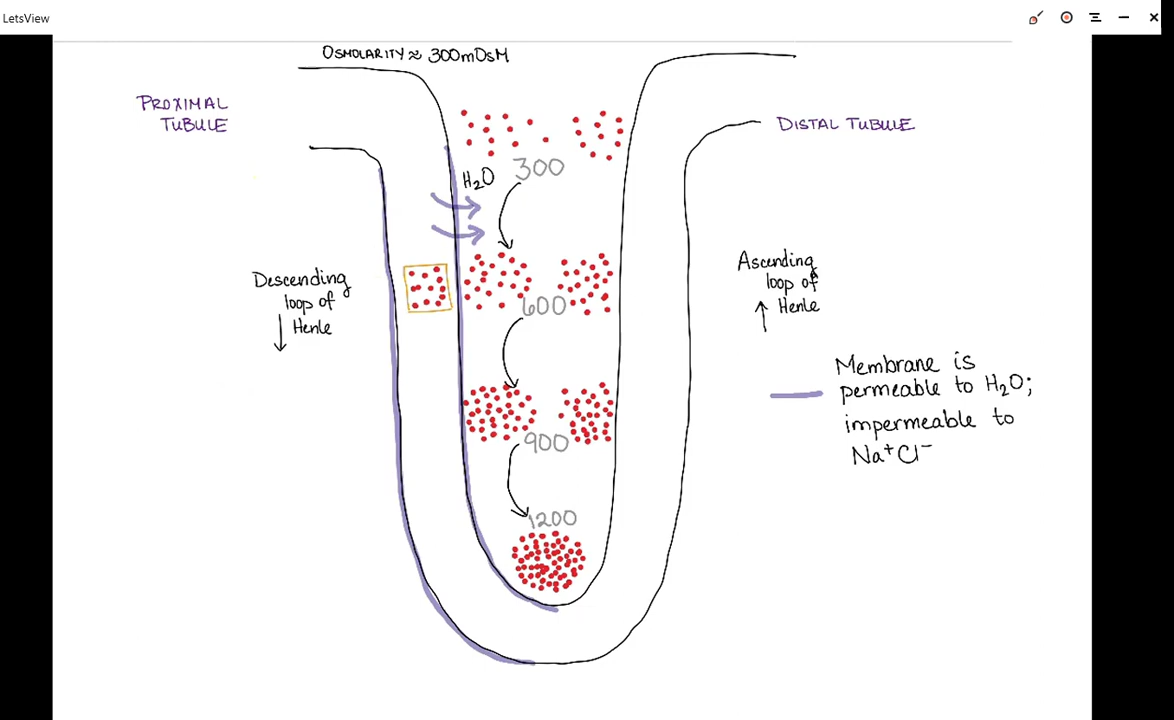 LetsView
OSMOLARITY ≈ 300mOsM
PROXIMAL
TUBULE
DISTAL TUBULE
300
H₂O
Descending
loop of
Henle
600
Ascending
loop of
Henle
Membrane is
permeable to H₂O;
impermeable to
Na⁺Cl⁻
900
1200